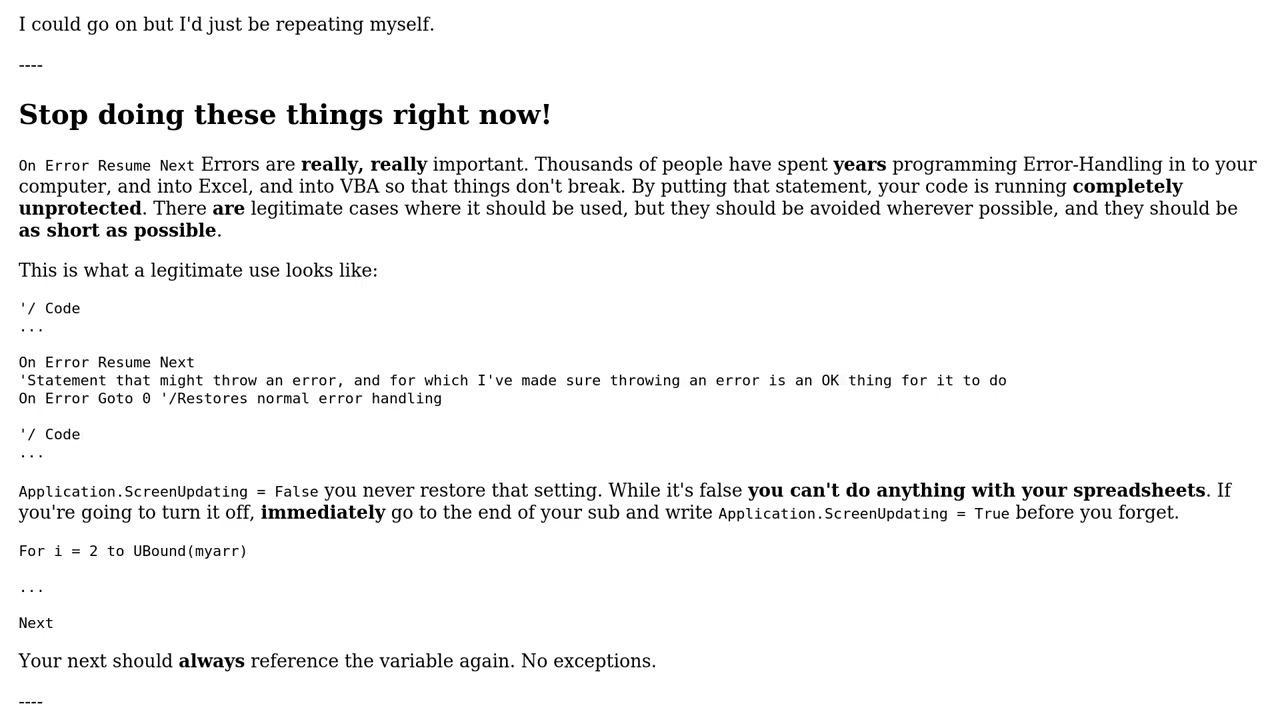 I could go on but I'd just be repeating myself.
----
Stop doing these things right now!
On Error Resume Next Errors are really, really important. Thousands of people have spent years programming Error-Handling in to your
computer, and into Excel, and into VBA so that things don't break. By putting that statement, your code is running completely
unprotected. There are legitimate cases where it should be used, but they should be avoided wherever possible, and they should be
as short as possible.
This is what a legitimate use looks like:
'/ Code
...
On Error Resume Next
'Statement that might throw an error, and for which I've made sure throwing an error is an OK thing for it to do
On Error Goto 0 '/Restores normal error handling
'/ Code
...
Application.ScreenUpdating = False you never restore that setting. While it's false you can't do anything with your spreadsheets. If
you're going to turn it off, immediately go to the end of your sub and write Application.ScreenUpdating = True before you forget.
For i = 2 to UBound(myarr)
...
Next
Your next should always reference the variable again. No exceptions.
----